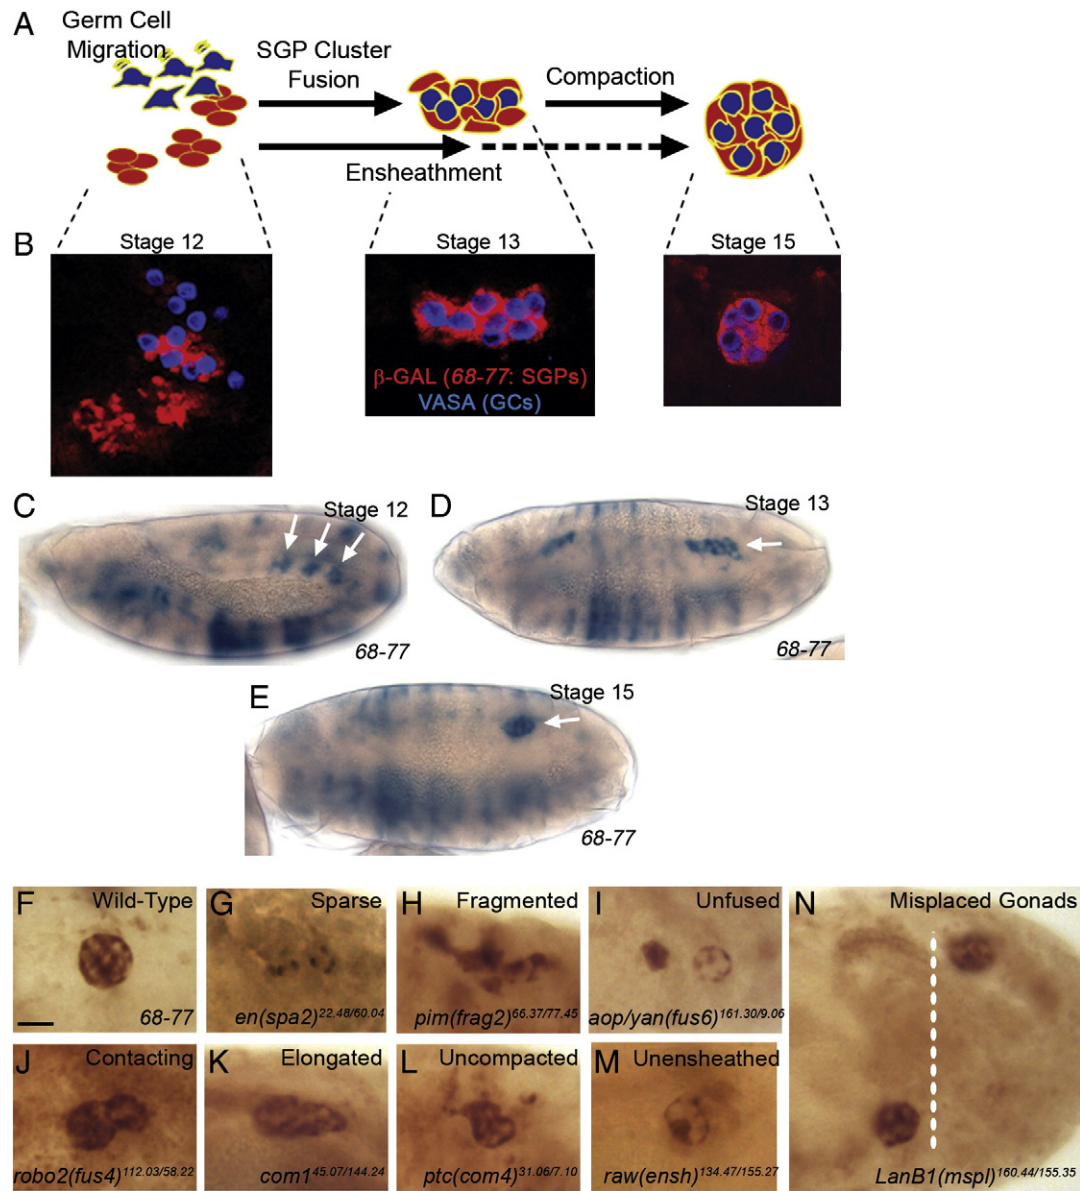 A
Germ Cell
Migration
SGP Cluster
Fusion
Compaction
Ensheathment
B
Stage 12
Stage 13
Stage 15
β-GAL (68-77: SGPs)
VASA (GCs)
C
Stage 12
68-77
D
Stage 13
68-77
E
Stage 15
68-77
F
Wild-Type
68-77
G
Sparse
en(spa2)22.48/60.04
H
Fragmented
pim(frag2)66.37/77.45
I
Unfused
aop/yan(fus6)161.30/9.06
N
Misplaced Gonads
LanB1(mspl)160.44/155.35
J
Contacting
robo2(fus4)112.03/58.22
K
Elongated
com145.07/144.24
L
Uncompacted
ptc(com4)31.06/7.10
M
Unensheathed
raw(ensh)134.47/155.27